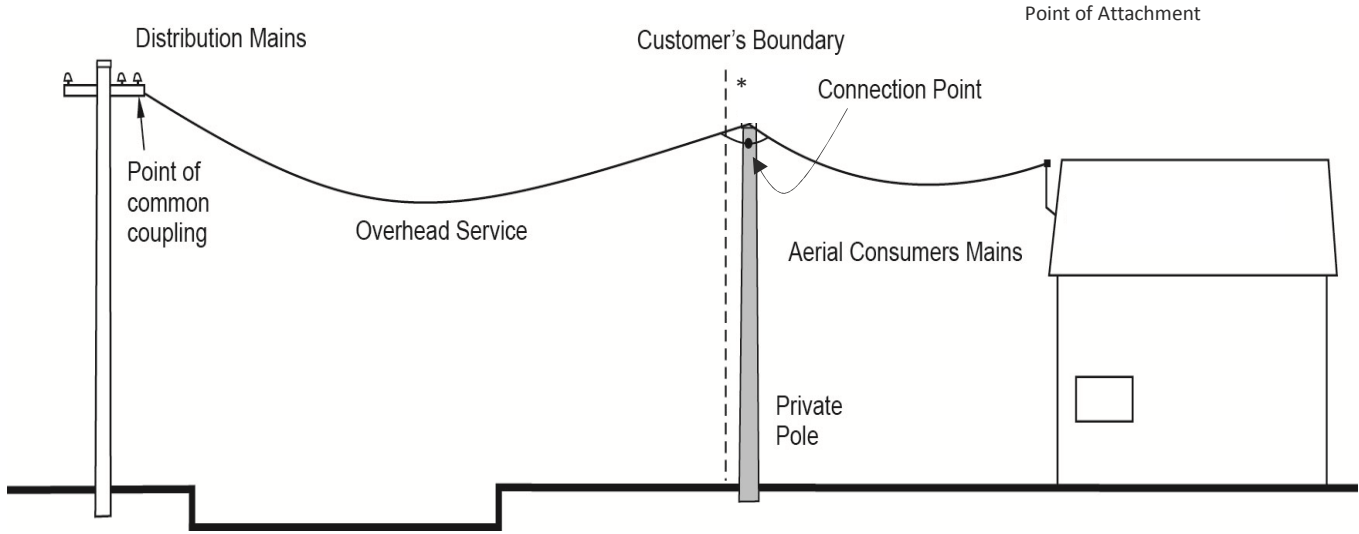 Point of Attachment
Distribution Mains
Customer's Boundary
*
Connection Point
Point of
common
coupling
Overhead Service
Aerial Consumers Mains
Private
Pole